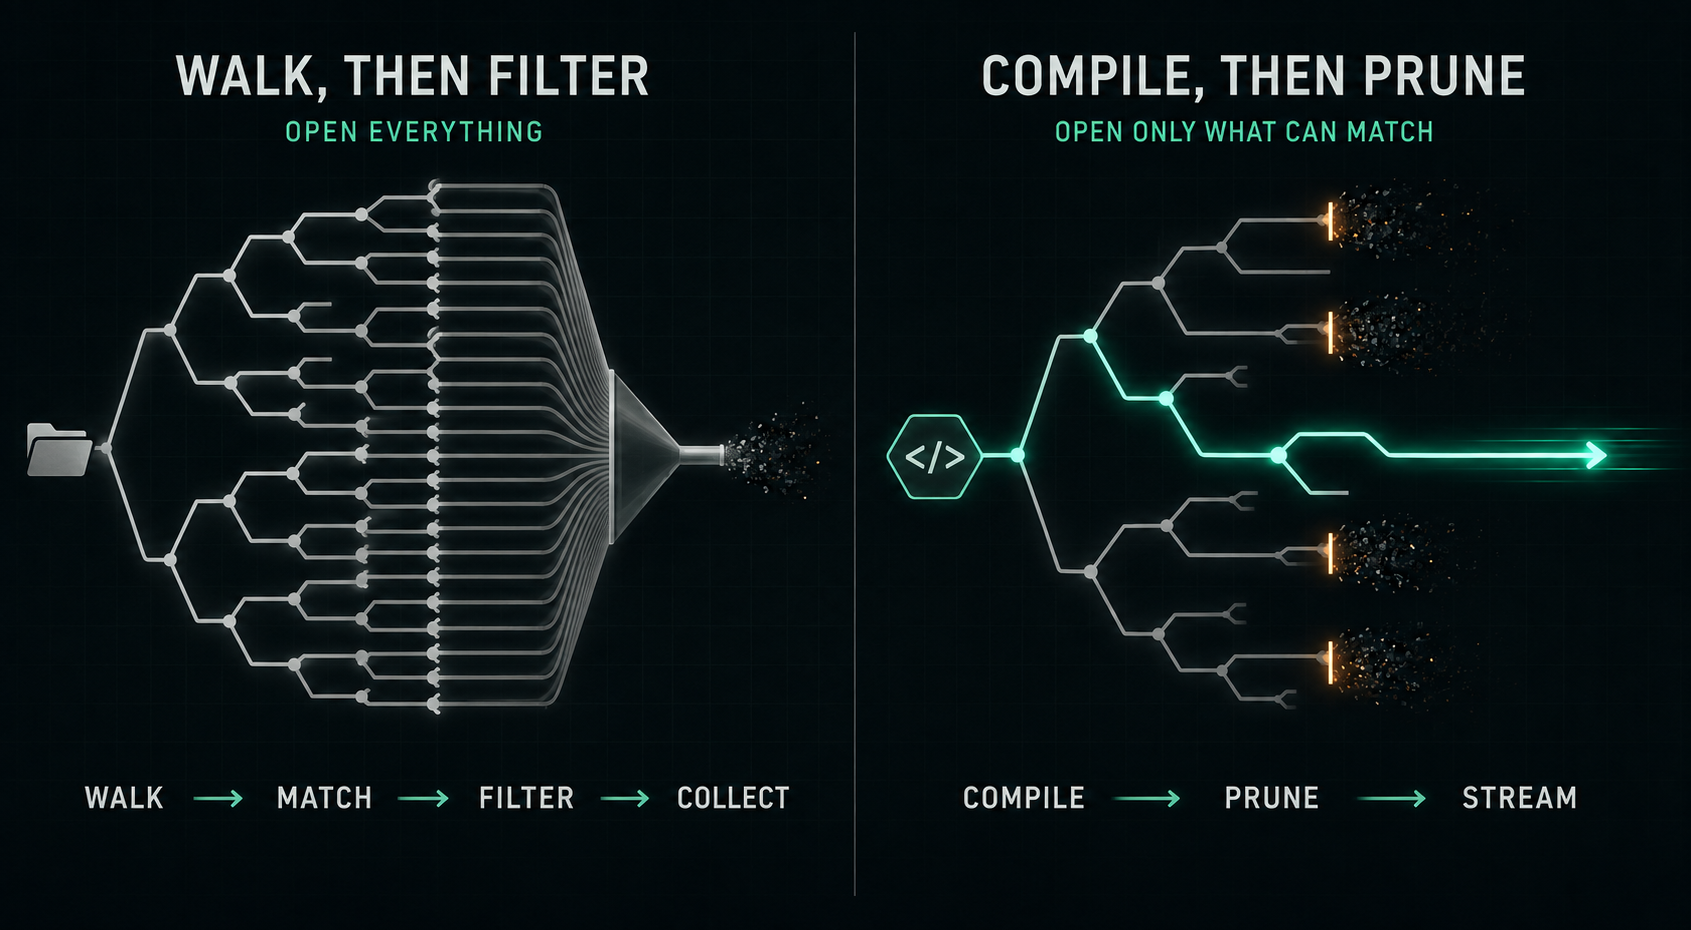 WALK, THEN FILTER
OPEN EVERYTHING
WALK → MATCH → FILTER → COLLECT
COMPILE, THEN PRUNE
OPEN ONLY WHAT CAN MATCH
</>
COMPILE → PRUNE → STREAM